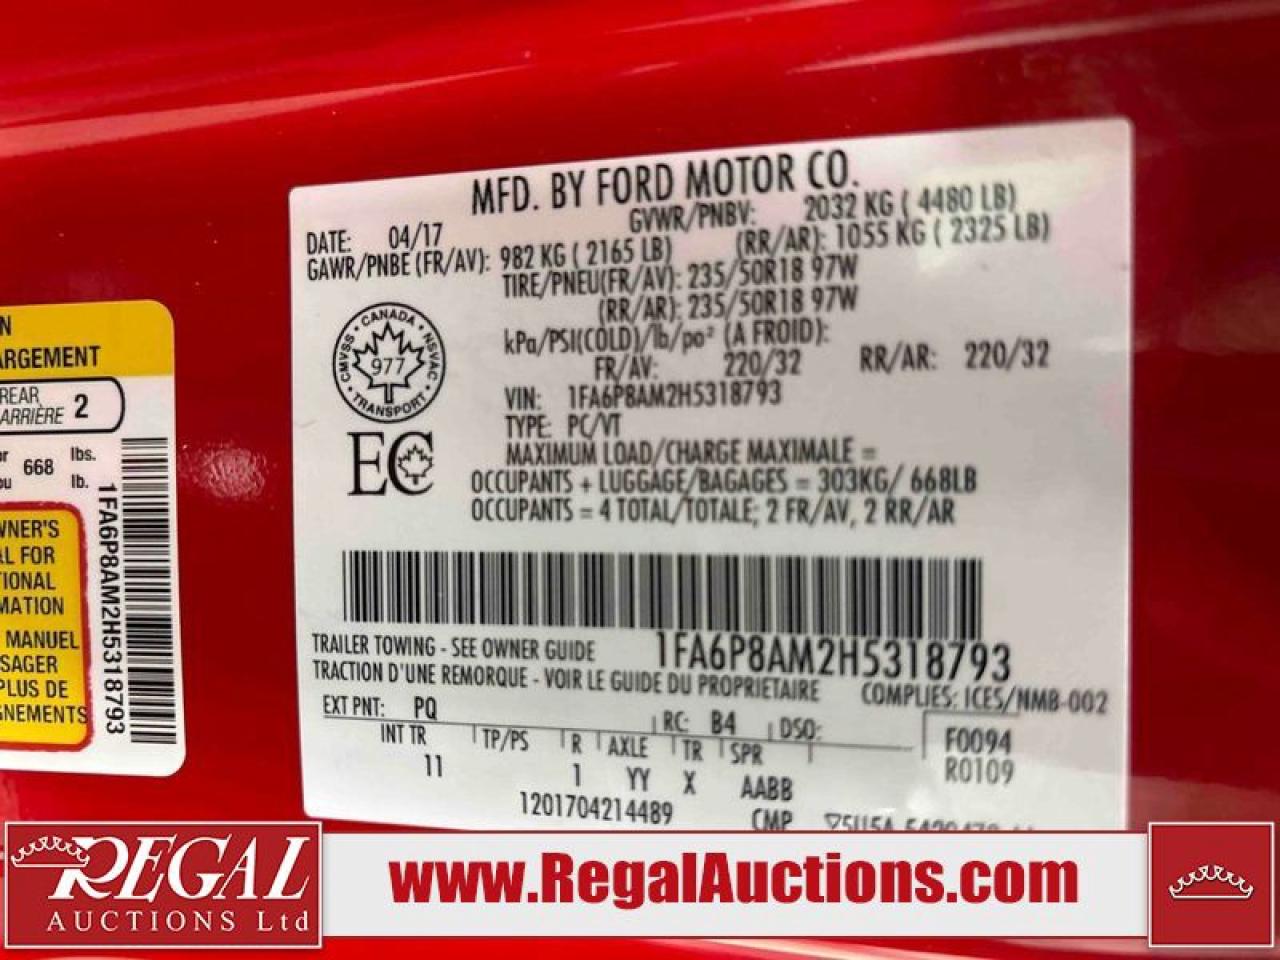 MFD. BY FORD MOTOR CO.
DATE: 04/17
GVWR/PNBV: 2032 KG ( 4480 LB)
GAWR/PNBE (FR/AV): 982 KG ( 2165 LB) (RR/AR): 1055 KG ( 2325 LB)
TIRE/PNEU(FR/AV): 235/50R18 97W
(RR/AR): 235/50R18 97W
kPa/PSI(COLD)/lb/po² (A FROID):
FR/AV: 220/32 RR/AR: 220/32
CANADA • NSVAC • TRANSPORT • CMVSS •
977
VIN: 1FA6P8AM2H5318793
TYPE: PC/VT
EC
MAXIMUM LOAD/CHARGE MAXIMALE =
OCCUPANTS + LUGGAGE/BAGAGES = 303KG/ 668LB
OCCUPANTS = 4 TOTAL/TOTALE; 2 FR/AV, 2 RR/AR
TRAILER TOWING - SEE OWNER GUIDE 1FA6P8AM2H5318793
TRACTION D'UNE REMORQUE - VOIR LE GUIDE DU PROPRIETAIRE
COMPLIES: ICES/NMB-002
EXT PNT: PQ RC: B4 DSO:
INT TR TP/PS R AXLE TR SPR
11 1 YY X AABB
F0094
R0109
1201704214489
CMP
ARGEMENT
REAR
ARRIÈRE 2
668 lbs.
lb.
1FA6P8AM2H5318793
FOR
MANUEL
PLUS DE
REGAL
AUCTIONS Ltd
www.RegalAuctions.com